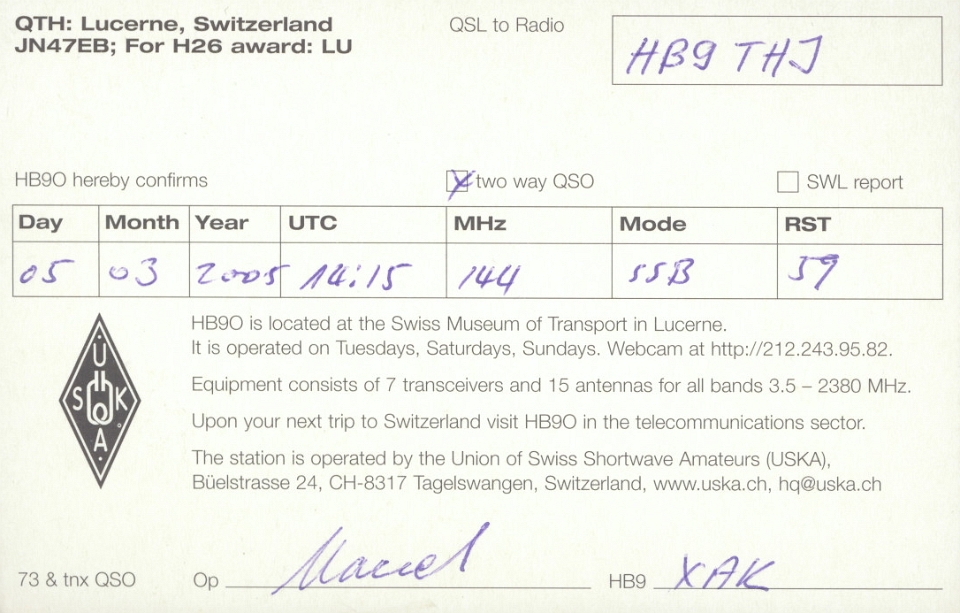 QTH: Lucerne, Switzerland
JN47EB; For H26 award: LU
QSL to Radio
HB9 THJ
HB9O hereby confirms
two way QSO
SWL report
Day Month Year UTC MHz Mode RST
05 03 2005 14:15 144 SSB 59
USKA
HB9O is located at the Swiss Museum of Transport in Lucerne.
It is operated on Tuesdays, Saturdays, Sundays. Webcam at http://212.243.95.82.
Equipment consists of 7 transceivers and 15 antennas for all bands 3.5 – 2380 MHz.
Upon your next trip to Switzerland visit HB9O in the telecommunications sector.
The station is operated by the Union of Swiss Shortwave Amateurs (USKA),
Büelstrasse 24, CH-8317 Tagelswangen, Switzerland, www.uska.ch, hq@uska.ch
73 & tnx QSO Op Marcel HB9 XAK